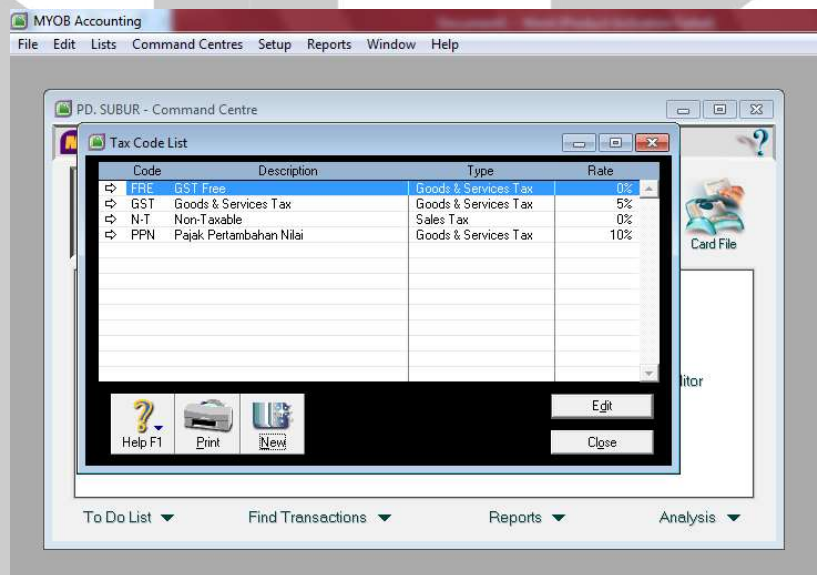 MYOB Accounting
File Edit Lists Command Centres Setup Reports Window Help
PD. SUBUR - Command Centre
Tax Code List
Code Description Type Rate
FRE GST Free Goods & Services Tax 0%
GST Goods & Services Tax Goods & Services Tax 5%
N-T Non-Taxable Sales Tax 0%
PPN Pajak Pertambahan Nilai Goods & Services Tax 10%
Card File
litor
Edit
Help F1 Print New
Close
To Do List Find Transactions Reports Analysis